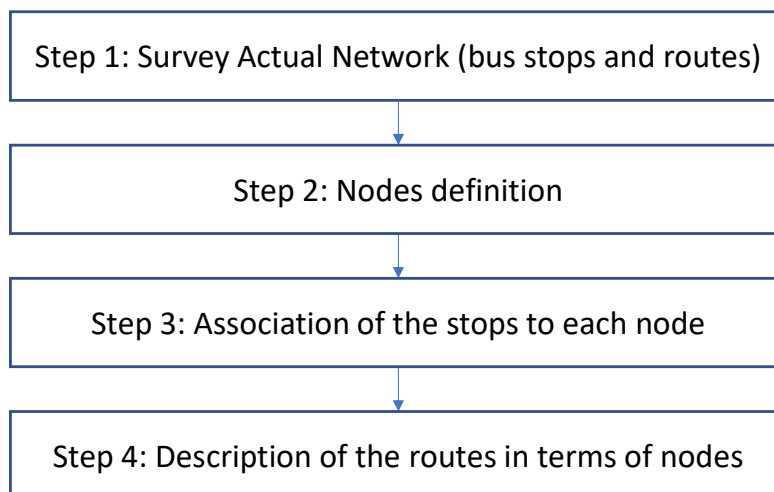 Step 1: Survey Actual Network (bus stops and routes)
Step 2: Nodes definition
Step 3: Association of the stops to each node
Step 4: Description of the routes in terms of nodes